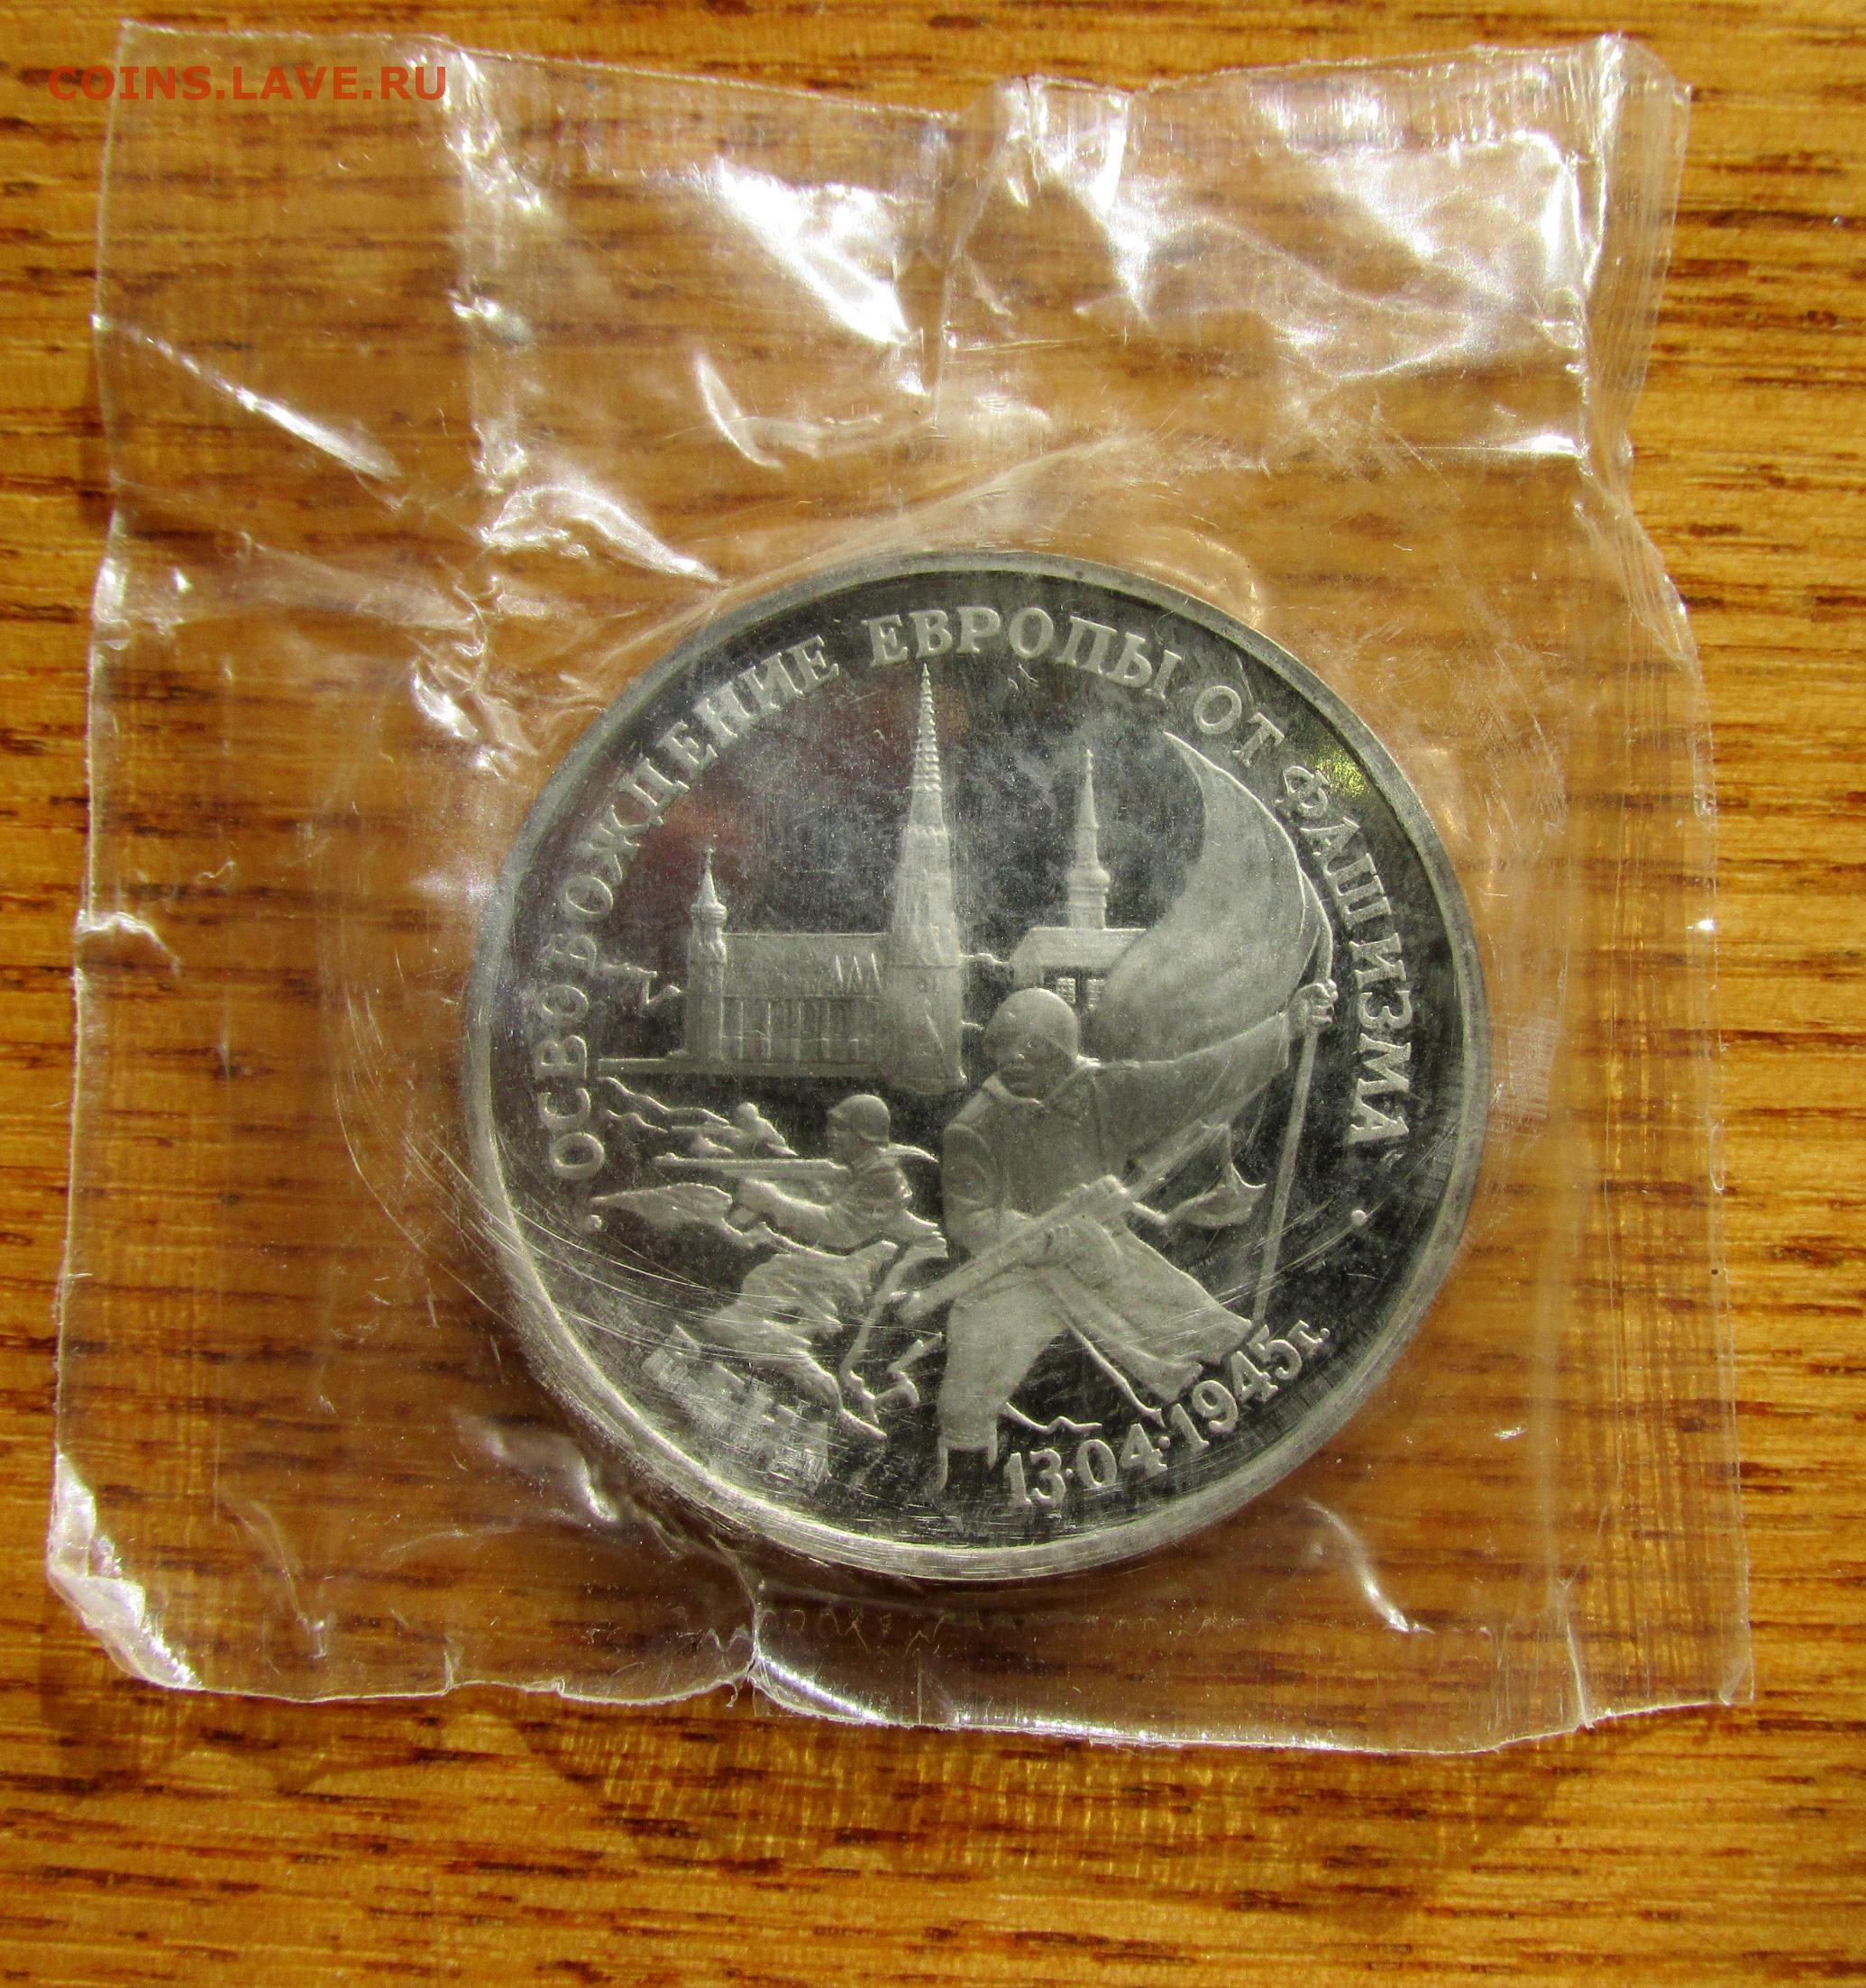 COINS.LAVE.RU
ОСВОБОЖДЕНИЕ ЕВРОПЫ ОТ ФАШИЗМА
13·04·1945г.